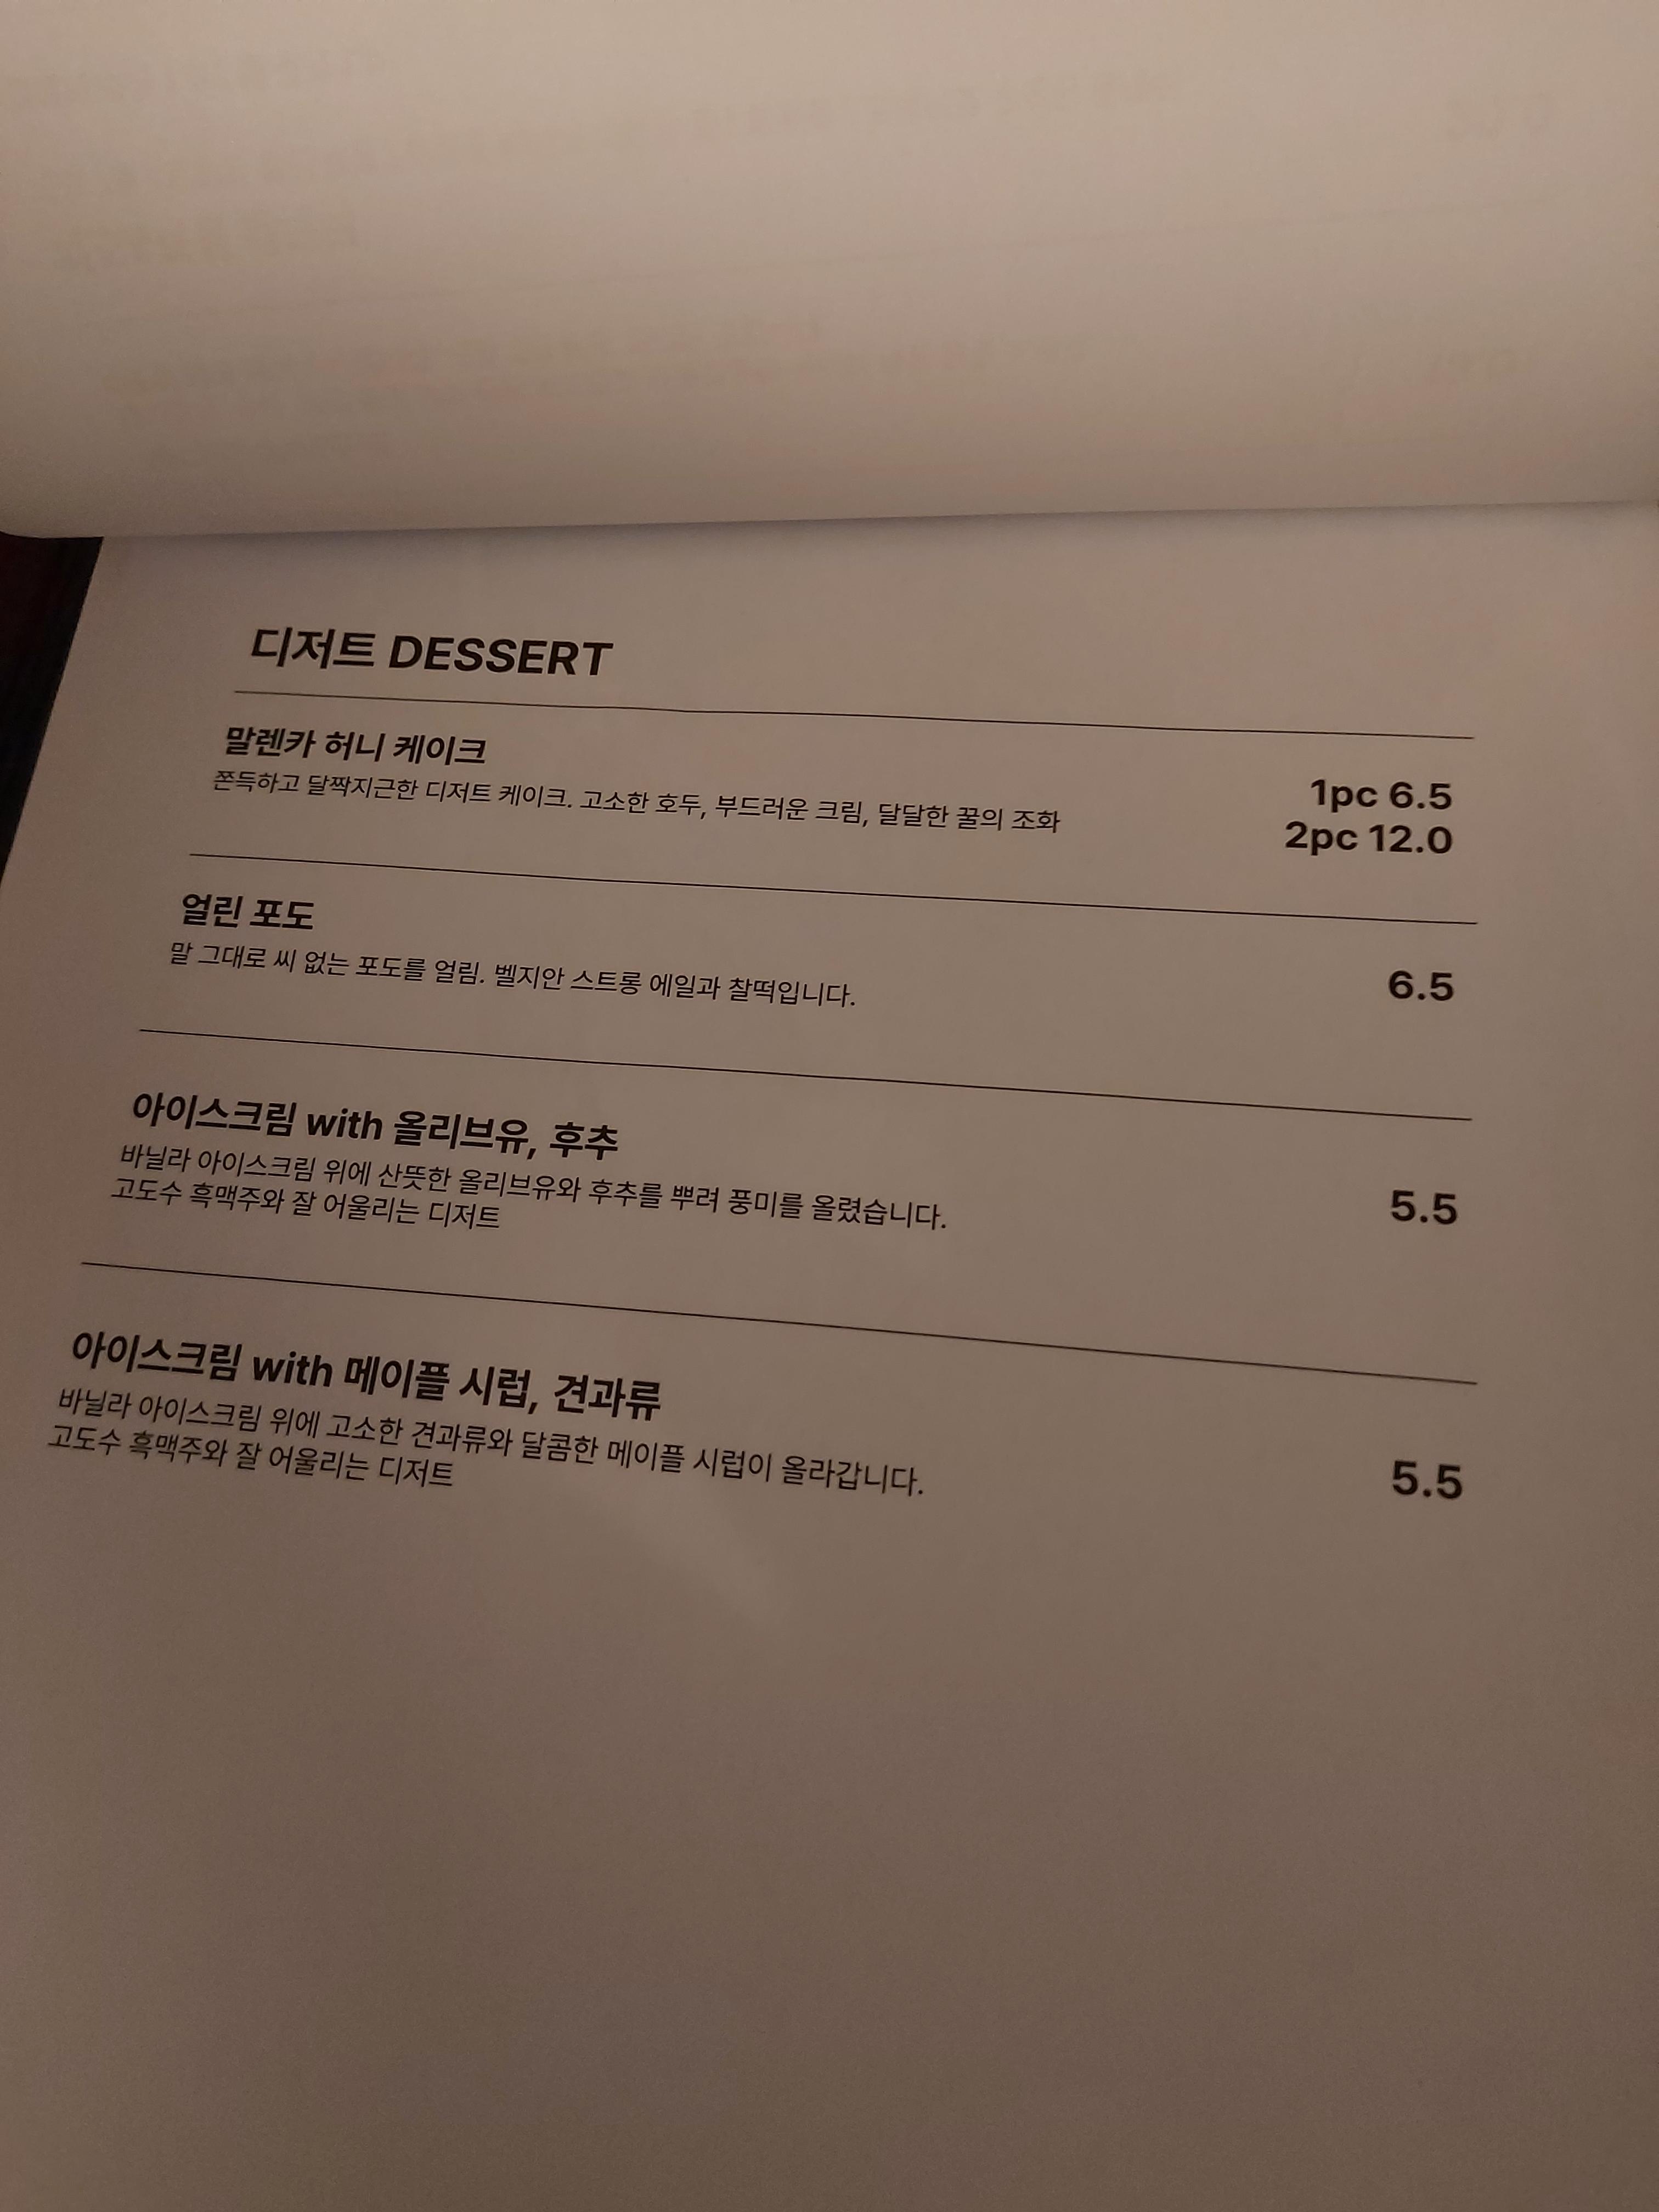 디저트 DESSERT
말렌카 허니 케이크
쫀득하고 달짝지근한 디저트 케이크. 고소한 호두, 부드러운 크림, 달달한 꿀의 조화
1pc 6.5
2pc 12.0
얼린 포도
말 그대로 씨 없는 포도를 얼림. 벨지안 스트롱 에일과 찰떡입니다.
6.5
아이스크림 with 올리브유, 후추
바닐라 아이스크림 위에 산뜻한 올리브유와 후추를 뿌려 풍미를 올렸습니다.
고도수 흑맥주와 잘 어울리는 디저트
5.5
아이스크림 with 메이플 시럽, 견과류
바닐라 아이스크림 위에 고소한 견과류와 달콤한 메이플 시럽이 올라갑니다.
고도수 흑맥주와 잘 어울리는 디저트
5.5